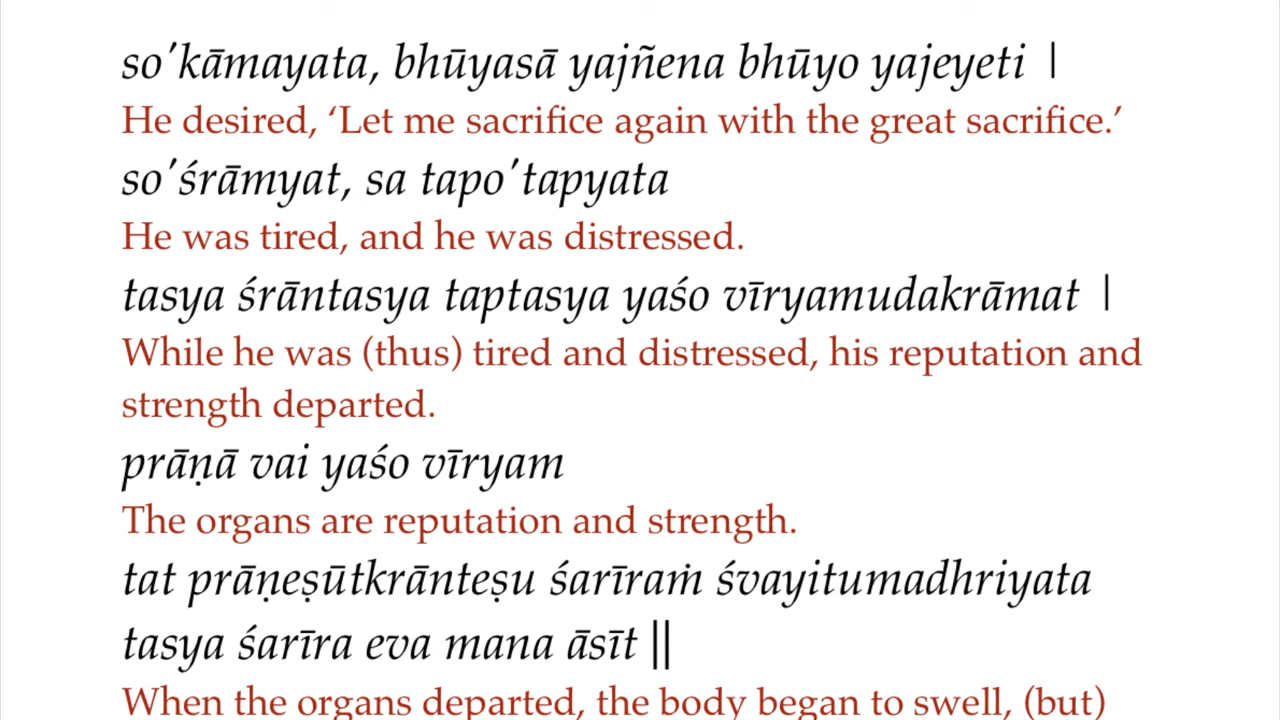 so'kāmayata, bhūyasā yajñena bhūyo yajeyeti |
He desired, ‘Let me sacrifice again with the great sacrifice.’
so'śrāmyat, sa tapo'tapyata
He was tired, and he was distressed.
tasya śrāntasya taptasya yaśo vīryamudakrāmat |
While he was (thus) tired and distressed, his reputation and
strength departed.
prāṇā vai yaśo vīryam
The organs are reputation and strength.
tat prāṇeṣūtkrānteṣu śarīraṁ śvayitumadhriyata
tasya śarīra eva mana āsīt ||
When the organs departed, the body began to swell, (but)